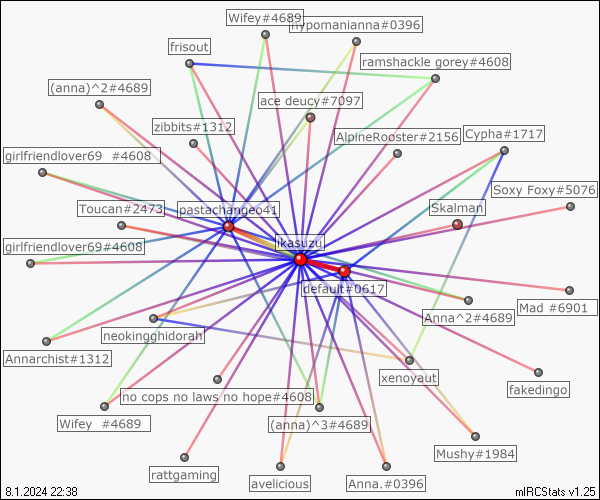 Wifey#4689
hypomanianna#0396
frisout
ramshackle gorey#4608
(anna)^2#4689
ace deucy#7097
zibbits#1312
AlpineRooster#2156
Cypha#1717
girlfriendlover69 #4608
Soxy Foxy#5076
Toucan#2473
pastachangeo41
Skalman
ikasuzu
girlfriendlover69#4608
default#0617
Mad #6901
Anna^2#4689
neokingghidorah
Annarchist#1312
xenoyaut
fakedingo
no cops no laws no hope#4608
Wifey #4689
(anna)^3#4689
Mushy#1984
rattgaming
avelicious
Anna.#0396
8.1.2024 22:38
mIRCStats v1.25